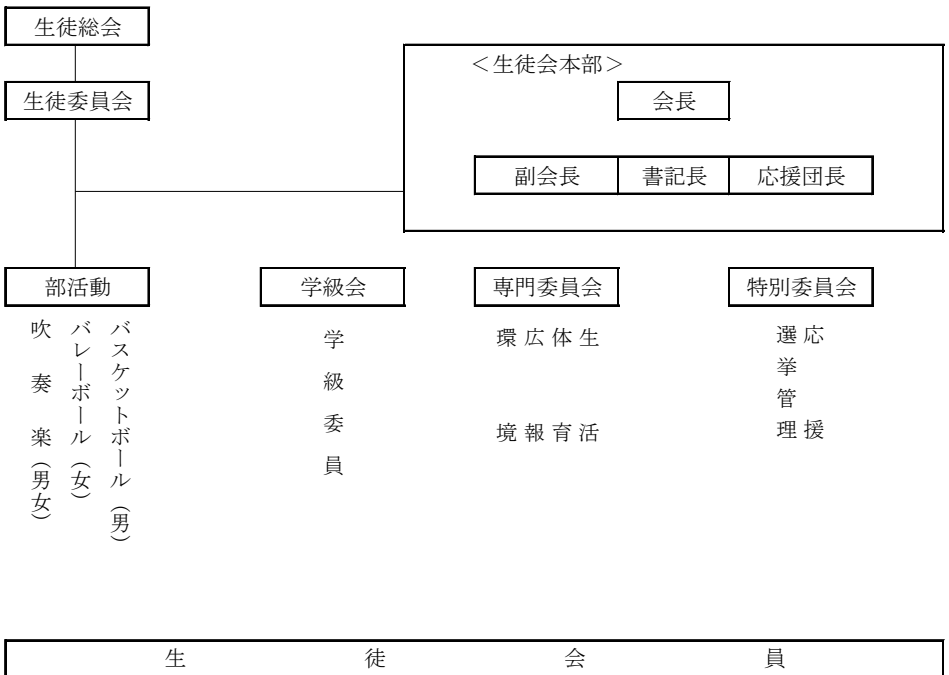 生徒総会
生徒委員会
＜生徒会本部＞
会長
副会長
書記長
応援団長
部活動
バスケットボール（男）
バレーボール（女）
吹奏楽（男女）
学級会
学級委員
専門委員会
生活
体育
広報
環境
特別委員会
応援
選挙管理
生徒会員